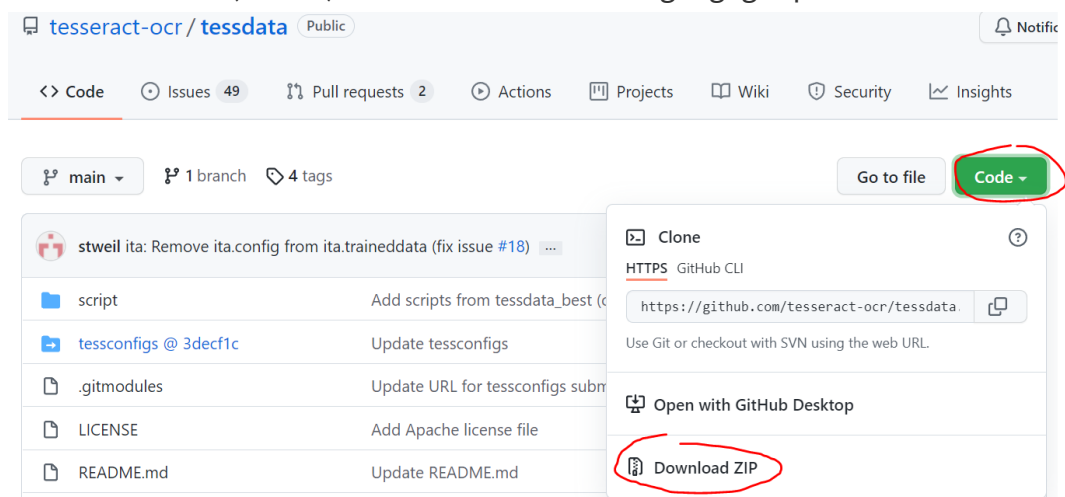 tesseract-ocr / tessdata Public
<> Code Issues 49 Pull requests 2 Actions Projects Wiki Security Insights
main 1 branch 4 tags Go to file Code
stweil ita: Remove ita.config from ita.traineddata (fix issue #18) ...
script Add scripts from tessdata_best
tessconfigs @ 3decf1c Update tessconfigs
.gitmodules Update URL for tessconfigs
LICENSE Add Apache license file
README.md Update README.md
Clone
HTTPS GitHub CLI
https://github.com/tesseract-ocr/tessdata.
Use Git or checkout with SVN using the web URL.
Open with GitHub Desktop
Download ZIP